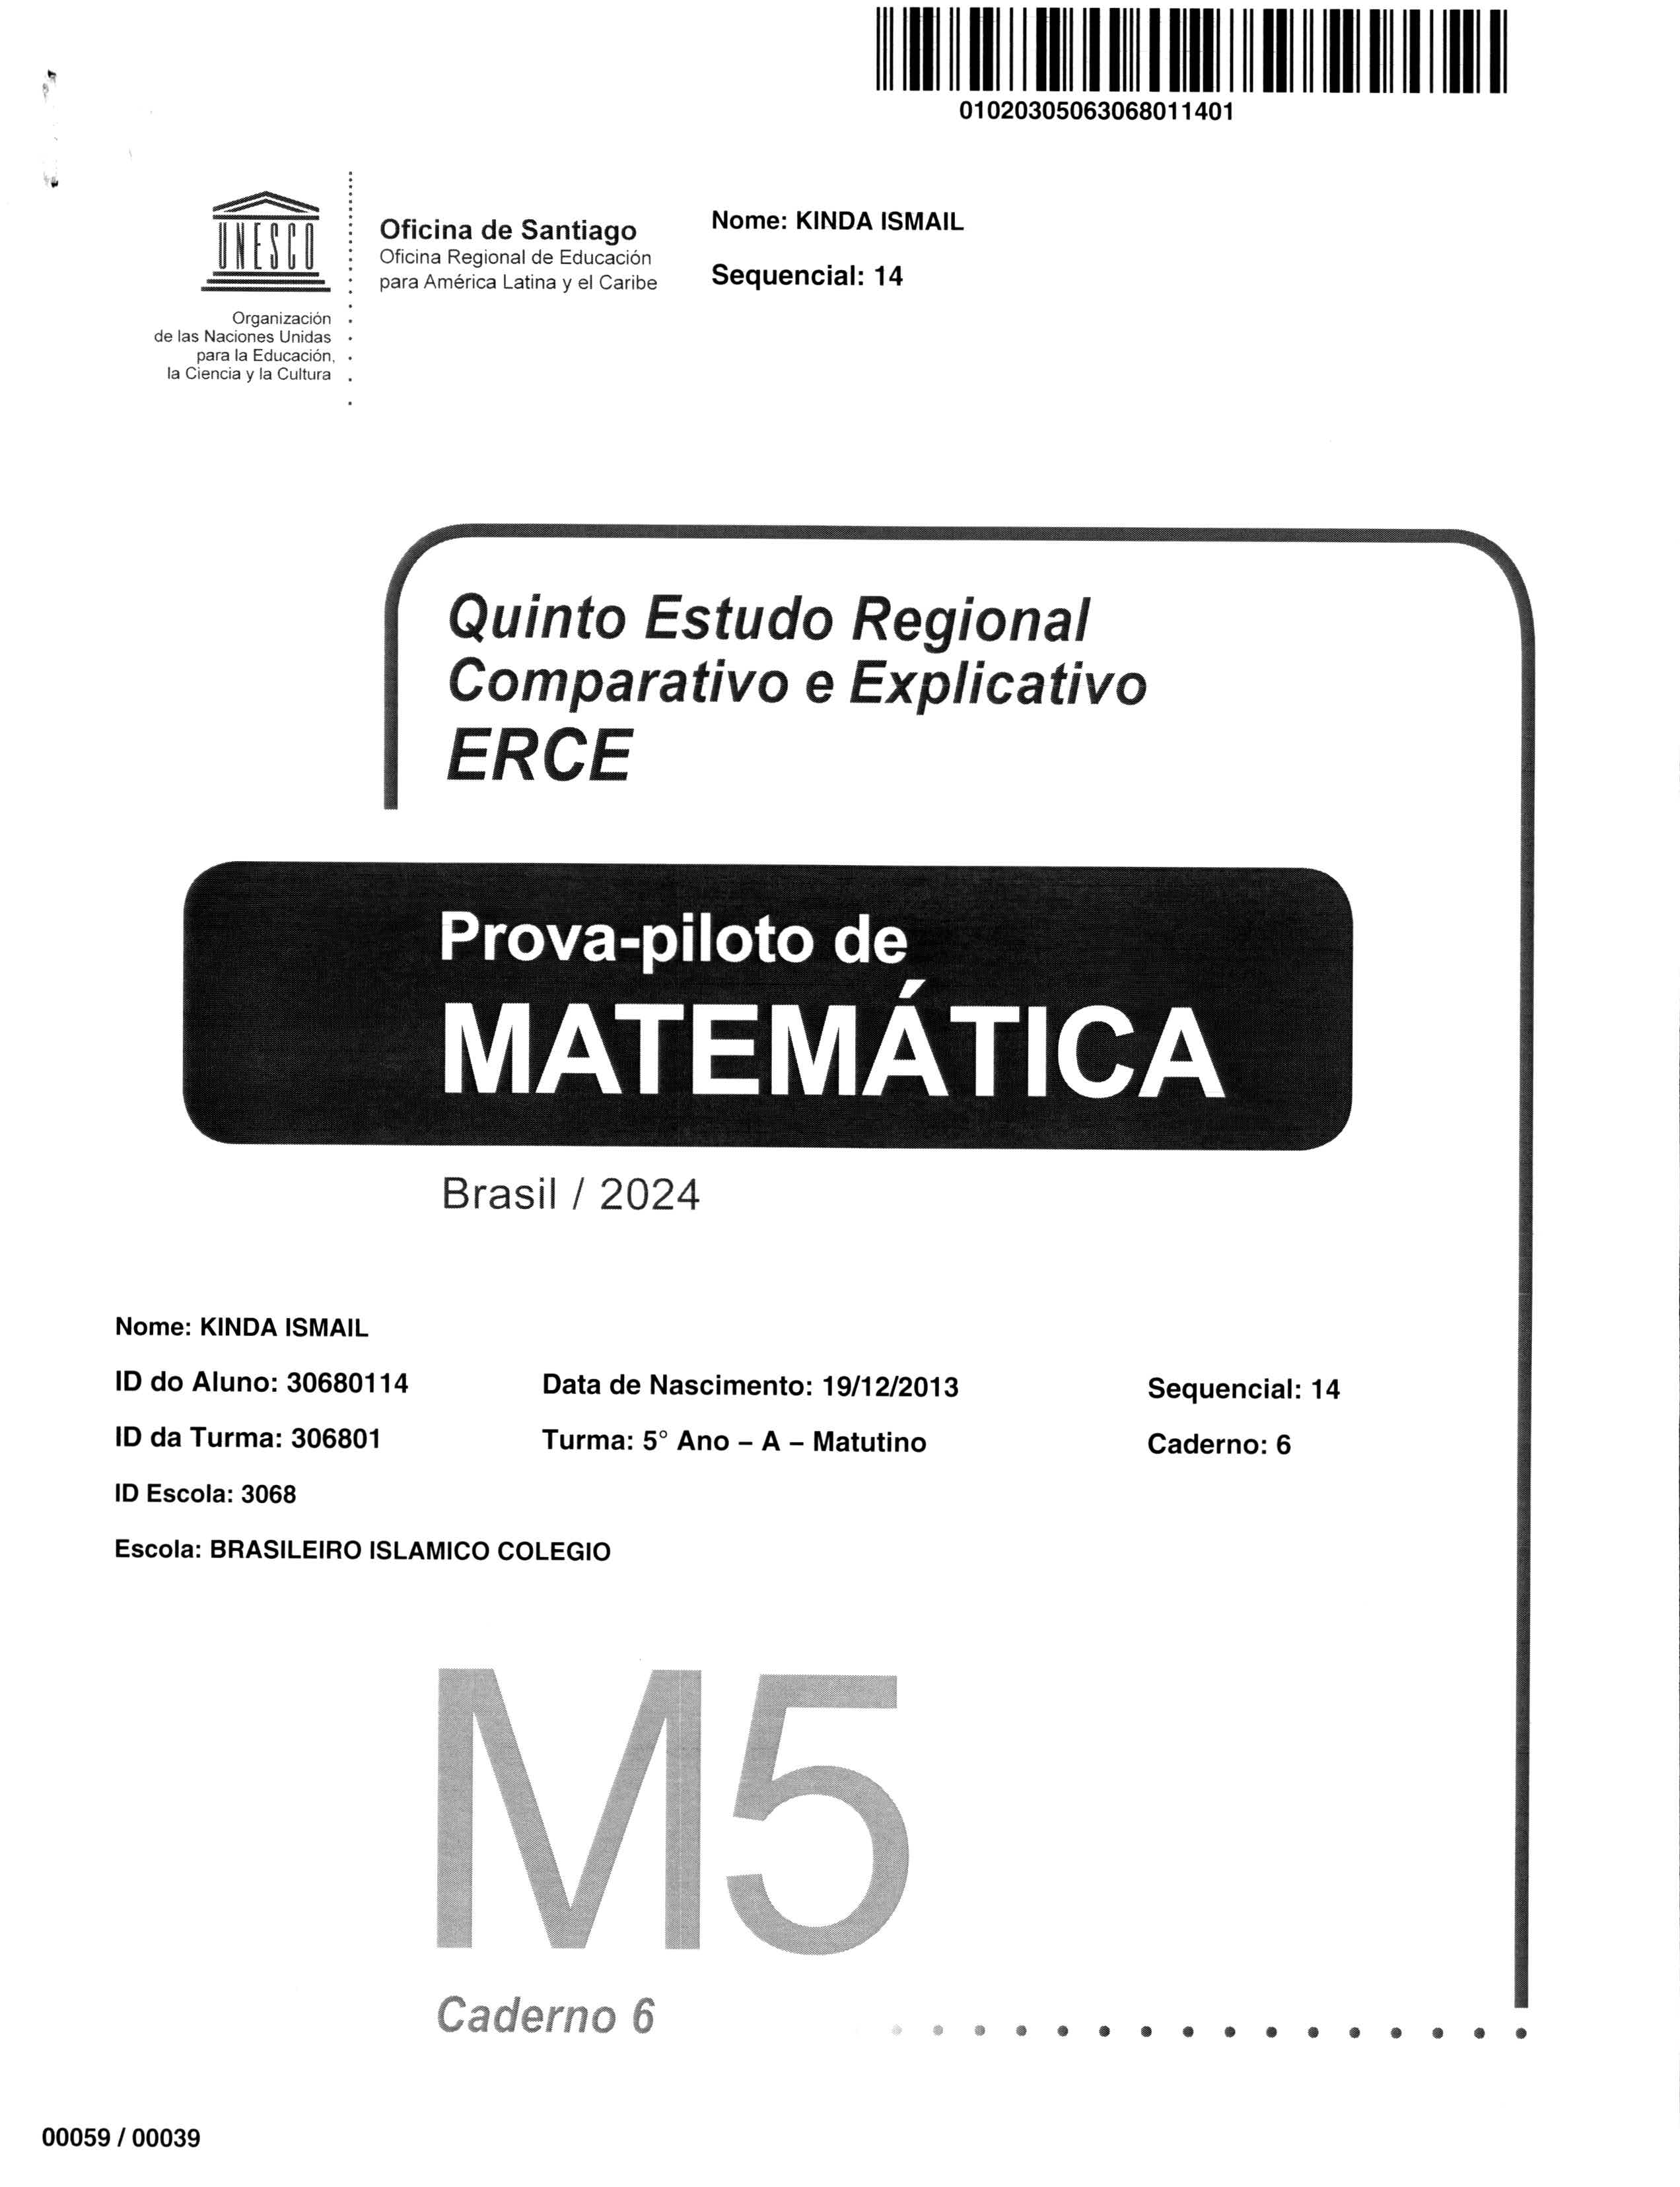 01020305063068011401
UNESCO
Organización
de las Naciones Unidas
para la Educación,
la Ciencia y la Cultura
Oficina de Santiago
Oficina Regional de Educación
para América Latina y el Caribe
Nome: KINDA ISMAIL
Sequencial: 14
Quinto Estudo Regional
Comparativo e Explicativo
ERCE
Prova-piloto de
MATEMÁTICA
Brasil / 2024
Nome: KINDA ISMAIL
ID do Aluno: 30680114 Data de Nascimento: 19/12/2013 Sequencial: 14
ID da Turma: 306801 Turma: 5° Ano – A – Matutino Caderno: 6
ID Escola: 3068
Escola: BRASILEIRO ISLAMICO COLEGIO
M5
Caderno 6
00059 / 00039